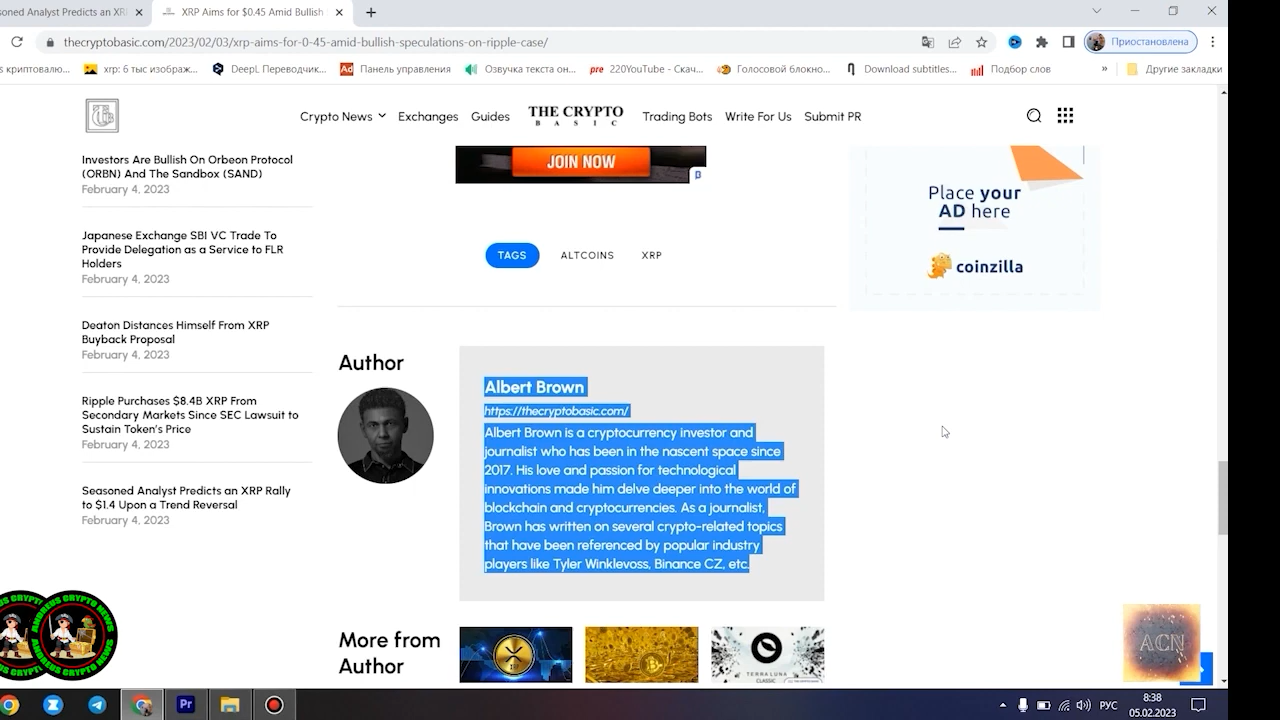 soned Analyst Predicts an XR
XRP Aims for $0.45 Amid Bullish
thecryptobasic.com/2023/02/03/xrp-aims-for-0-45-amid-bullish-speculations-on-ripple-case/
Приостановлена
s криптовалю...
xrp: 6 тыс изображ...
DeepL Переводчик...
Ad
Панель управления
Озвучка текста он...
pre
220YouTube - Скач...
Голосовой блокно...
Download subtitles...
Подбор слов
»
Другие закладки
Crypto News
Exchanges
Guides
THE CRYPTO
BASIC
Trading Bots
Write For Us
Submit PR
Investors Are Bullish On Orbeon Protocol
(ORBN) And The Sandbox (SAND)
February 4, 2023
Japanese Exchange SBI VC Trade To
Provide Delegation as a Service to FLR
Holders
February 4, 2023
Deaton Distances Himself From XRP
Buyback Proposal
February 4, 2023
Ripple Purchases $8.4B XRP From
Secondary Markets Since SEC Lawsuit to
Sustain Token's Price
February 4, 2023
Seasoned Analyst Predicts an XRP Rally
to $1.4 Upon a Trend Reversal
February 4, 2023
JOIN NOW
TAGS
ALTCOINS
XRP
Place your
AD here
coinzilla
Author
Albert Brown
https://thecryptobasic.com/
Albert Brown is a cryptocurrency investor and
journalist who has been in the nascent space since
2017. His love and passion for technological
innovations made him delve deeper into the world of
blockchain and cryptocurrencies. As a journalist,
Brown has written on several crypto-related topics
that have been referenced by popular industry
players like Tyler Winklevoss, Binance CZ, etc.
More from
Author
TERRA LUNA
CLASSIC
ANDREUS CRYPTO NEWS
ACN
Pr
РУС
8:38
05.02.2023